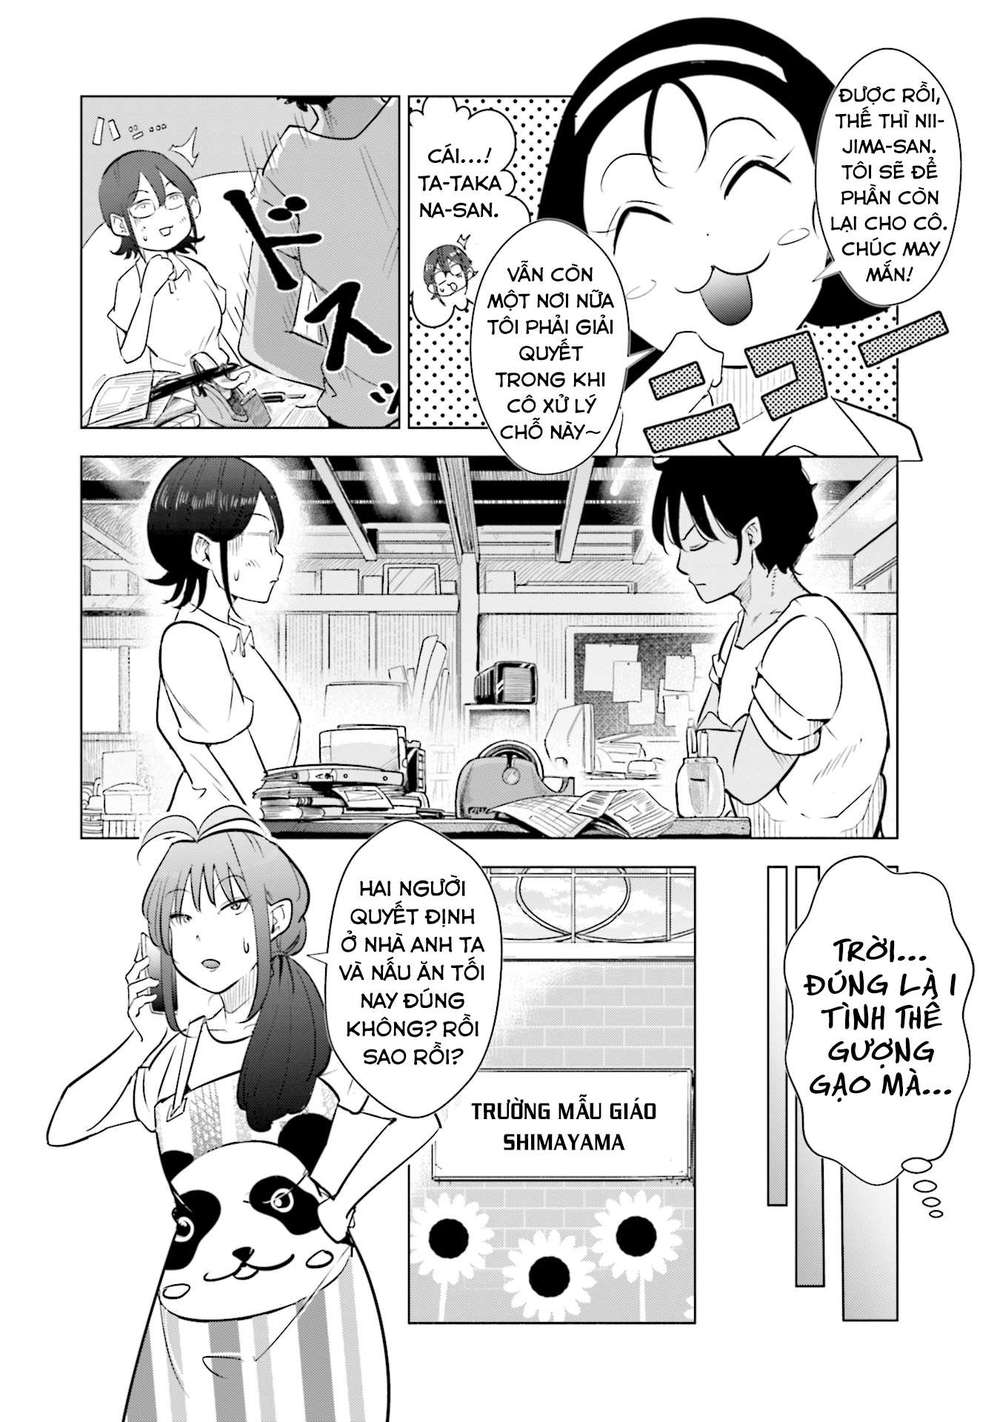 ĐƯỢC RỒI,
THẾ THÌ NII-
JIMA-SAN.
TÔI SẼ ĐỂ
PHẦN CÒN
LẠI CHO CÔ.
CHÚC MAY
MẮN!
ニコー
VẪN CÒN
MỘT NƠI NỮA
TÔI PHẢI GIẢI
QUYẾT
TRONG KHI
CÔ XỬ LÝ
CHỖ NÀY~
CÁI...!
TA-TAKA
NA-SAN.
ドスッ
TRỜI...
ĐÚNG LÀ 1
TÌNH THẾ
GƯỢNG
GẠO MÀ...
TRƯỜNG MẪU GIÁO
SHIMAYAMA
HAI NGƯỜI
QUYẾT ĐỊNH
Ở NHÀ ANH TA
VÀ NẤU ĂN TỐI
NAY ĐÚNG
KHÔNG? RỒI
SAO RỒI?